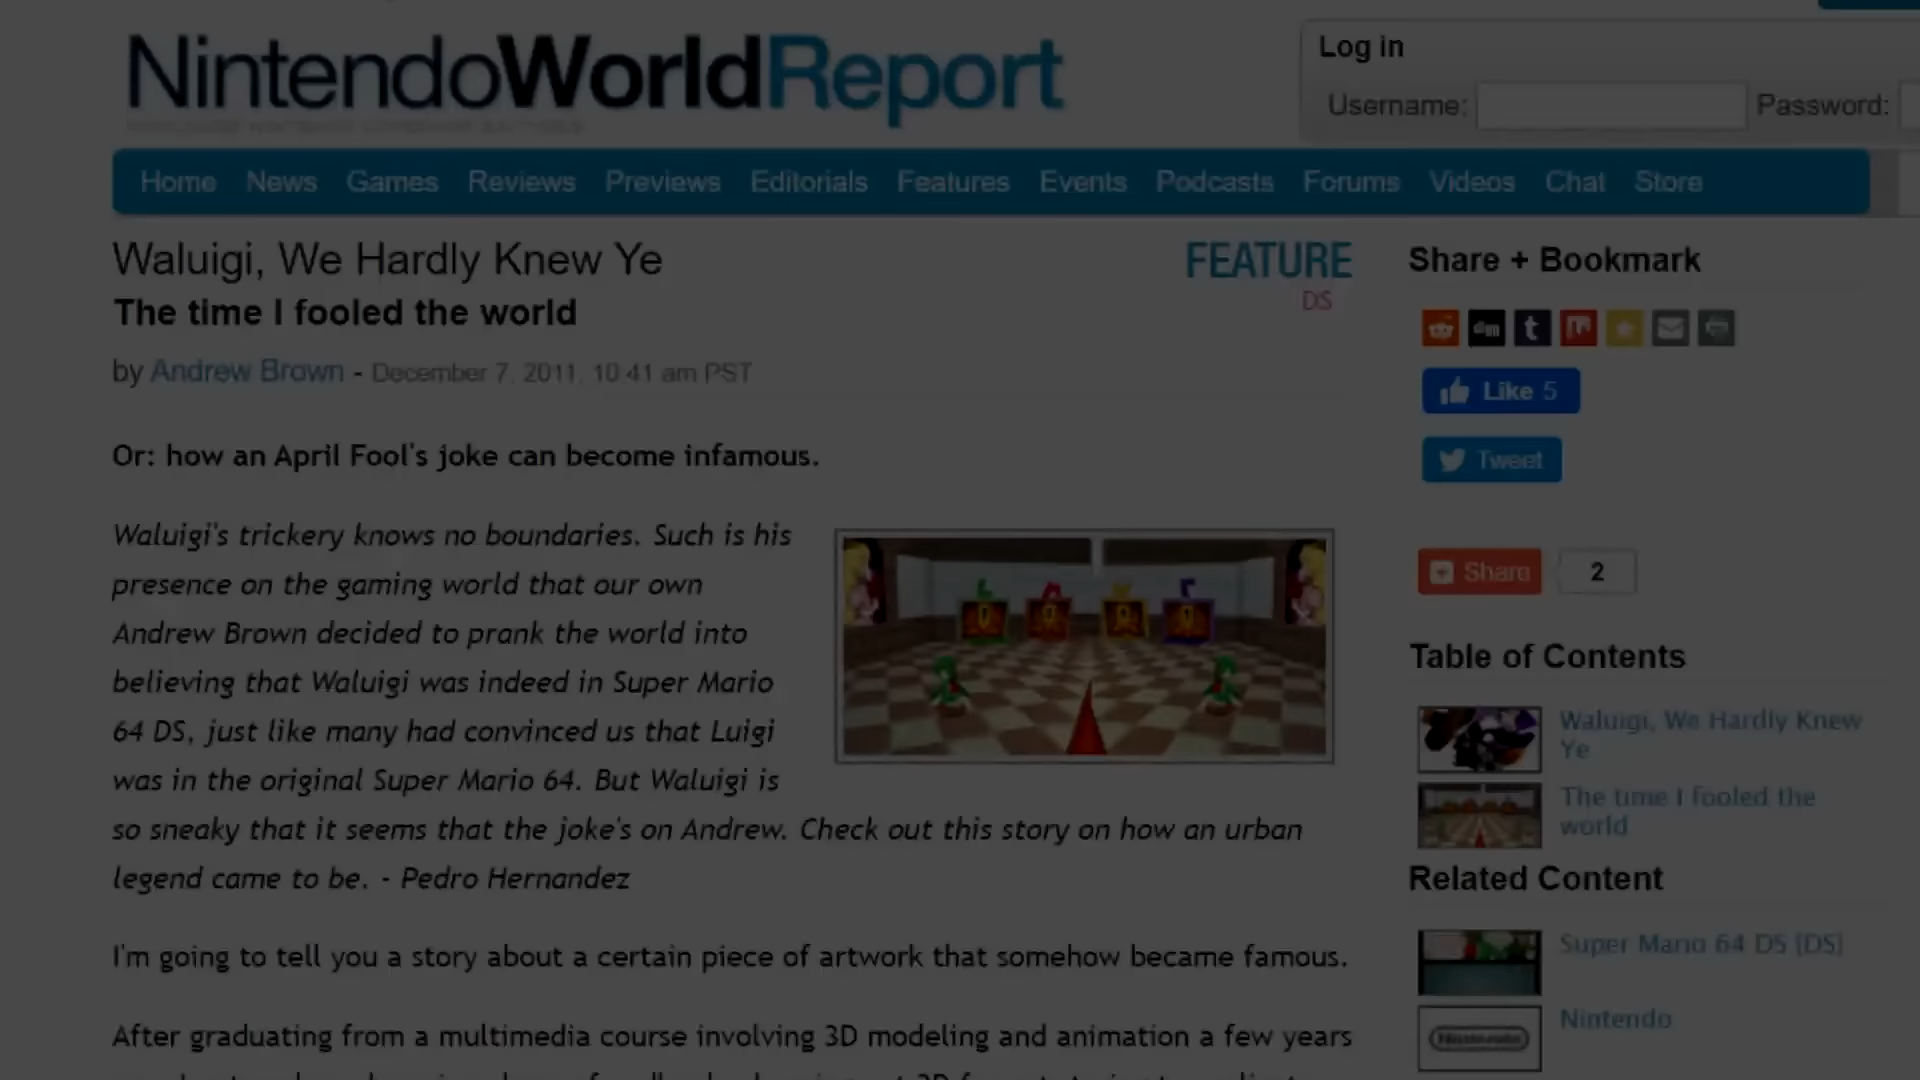 NintendoWorldReport
Log in
Username: Password:
Home News Games Reviews Previews Editorials Features Events Podcasts Forums Videos Chat Store
Waluigi, We Hardly Knew Ye
The time I fooled the world
by Andrew Brown - December 7, 2011, 10:41 am PST
FEATURE
DS
Or: how an April Fool's joke can become infamous.
Waluigi's trickery knows no boundaries. Such is his
presence on the gaming world that our own
Andrew Brown decided to prank the world into
believing that Waluigi was indeed in Super Mario
64 DS, just like many had convinced us that Luigi
was in the original Super Mario 64. But Waluigi is
so sneaky that it seems that the joke's on Andrew. Check out this story on how an urban
legend came to be. - Pedro Hernandez
I'm going to tell you a story about a certain piece of artwork that somehow became famous.
After graduating from a multimedia course involving 3D modeling and animation a few years
Share + Bookmark
digg
t
Like 5
Tweet
Share 2
Table of Contents
Waluigi, We Hardly Knew
Ye
The time I fooled the
world
Related Content
Super Mario 64 DS (DS)
Nintendo
Nintendo